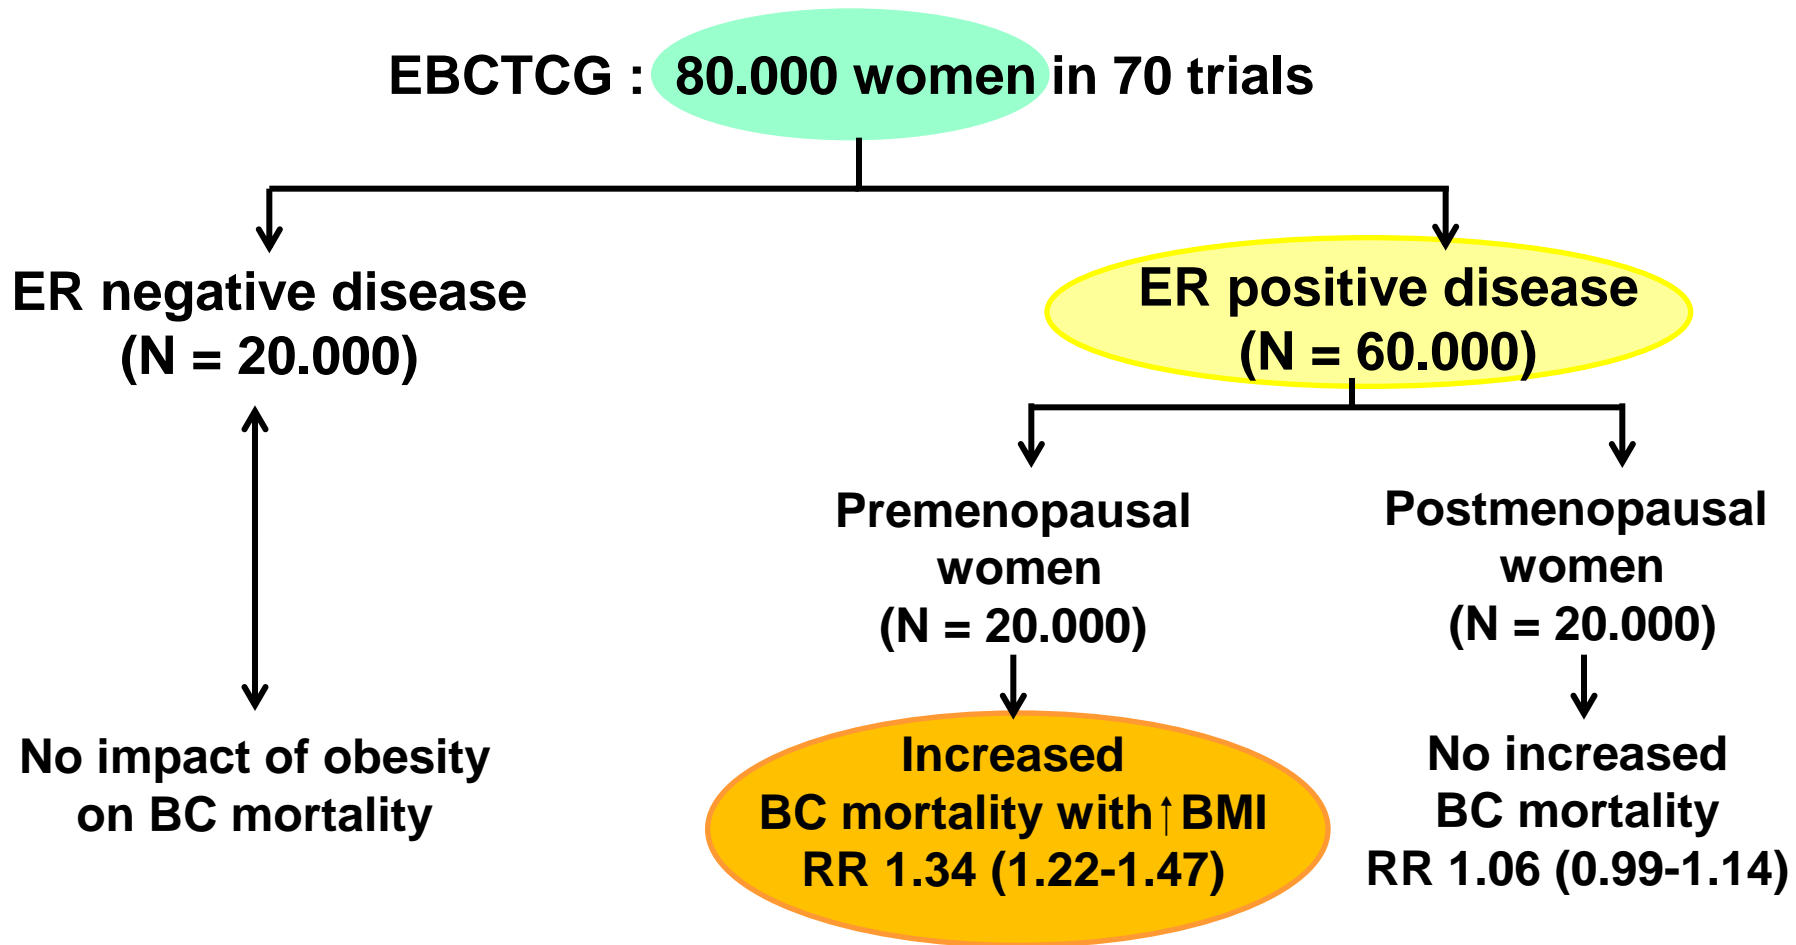 EBCTCG : 80.000 women in 70 trials
ER negative disease
(N = 20.000)
ER positive disease
(N = 60.000)
Premenopausal
women
(N = 20.000)
Postmenopausal
women
(N = 20.000)
No impact of obesity
on BC mortality
Increased
BC mortality with ↑ BMI
RR 1.34 (1.22-1.47)
No increased
BC mortality
RR 1.06 (0.99-1.14)